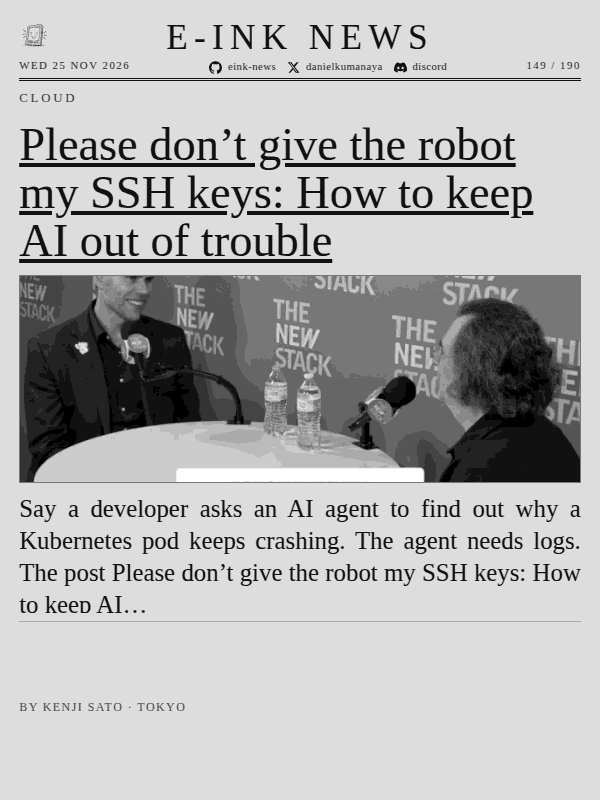 E-INK NEWS
WED 25 NOV 2026
eink-news danielkumanaya discord
149 / 190
CLOUD
Please don’t give the robot
my SSH keys: How to keep
AI out of trouble
THE NEW STACK
THE NEW STACK
THE NEW STACK
STACK
STACK
Say a developer asks an AI agent to find out why a
Kubernetes pod keeps crashing. The agent needs logs.
The post Please don’t give the robot my SSH keys: How
to keep AI…
BY KENJI SATO · TOKYO